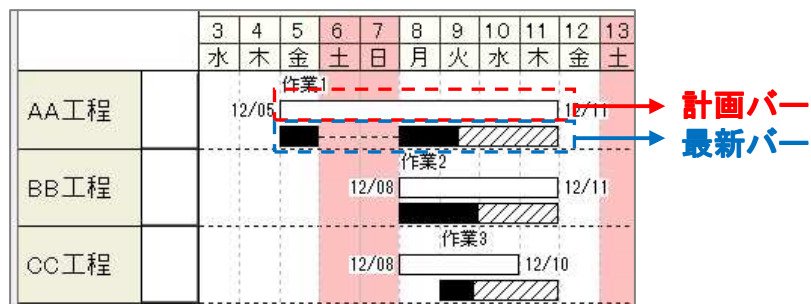 3 4 5 6 7 8 9 10 11 12 13
水 木 金 土 日 月 火 水 木 金 土
作業1
AA工程 12/05 12/11 計画バー
最新バー
作業2
BB工程 12/08 12/11
作業3
CC工程 12/08 12/10